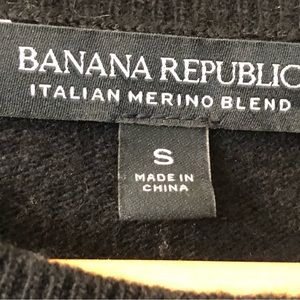 BANANA REPUBLIC
ITALIAN MERINO BLEND
S
MADE IN
CHINA